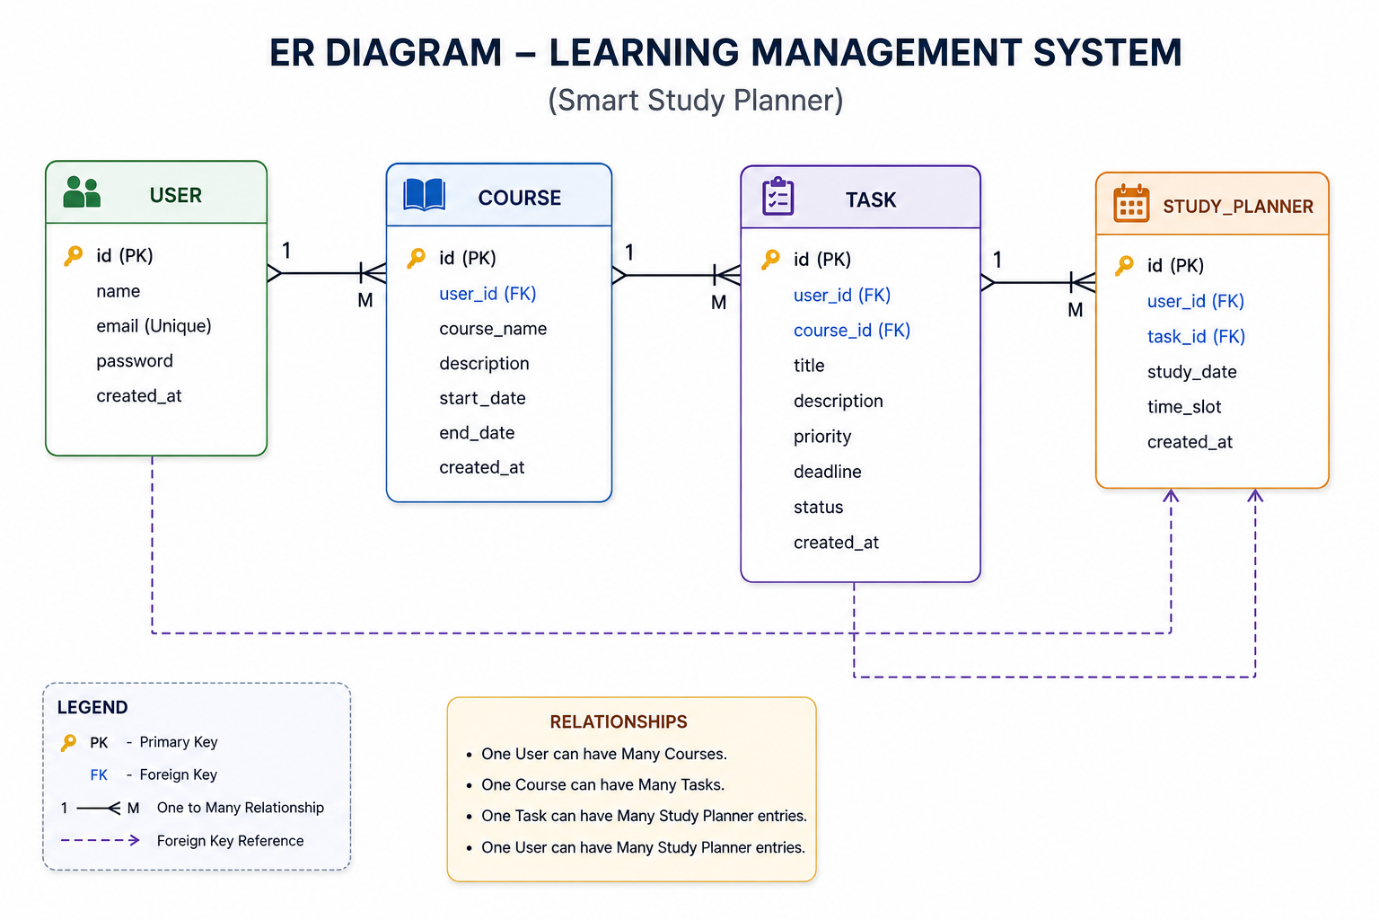 ER DIAGRAM – LEARNING MANAGEMENT SYSTEM
(Smart Study Planner)
USER
id (PK)
name
email (Unique)
password
created_at
1
M
COURSE
id (PK)
user_id (FK)
course_name
description
start_date
end_date
created_at
1
M
TASK
id (PK)
user_id (FK)
course_id (FK)
title
description
priority
deadline
status
created_at
1
M
STUDY_PLANNER
id (PK)
user_id (FK)
task_id (FK)
study_date
time_slot
created_at
LEGEND
PK - Primary Key
FK - Foreign Key
1 M One to Many Relationship
Foreign Key Reference
RELATIONSHIPS
• One User can have Many Courses.
• One Course can have Many Tasks.
• One Task can have Many Study Planner entries.
• One User can have Many Study Planner entries.